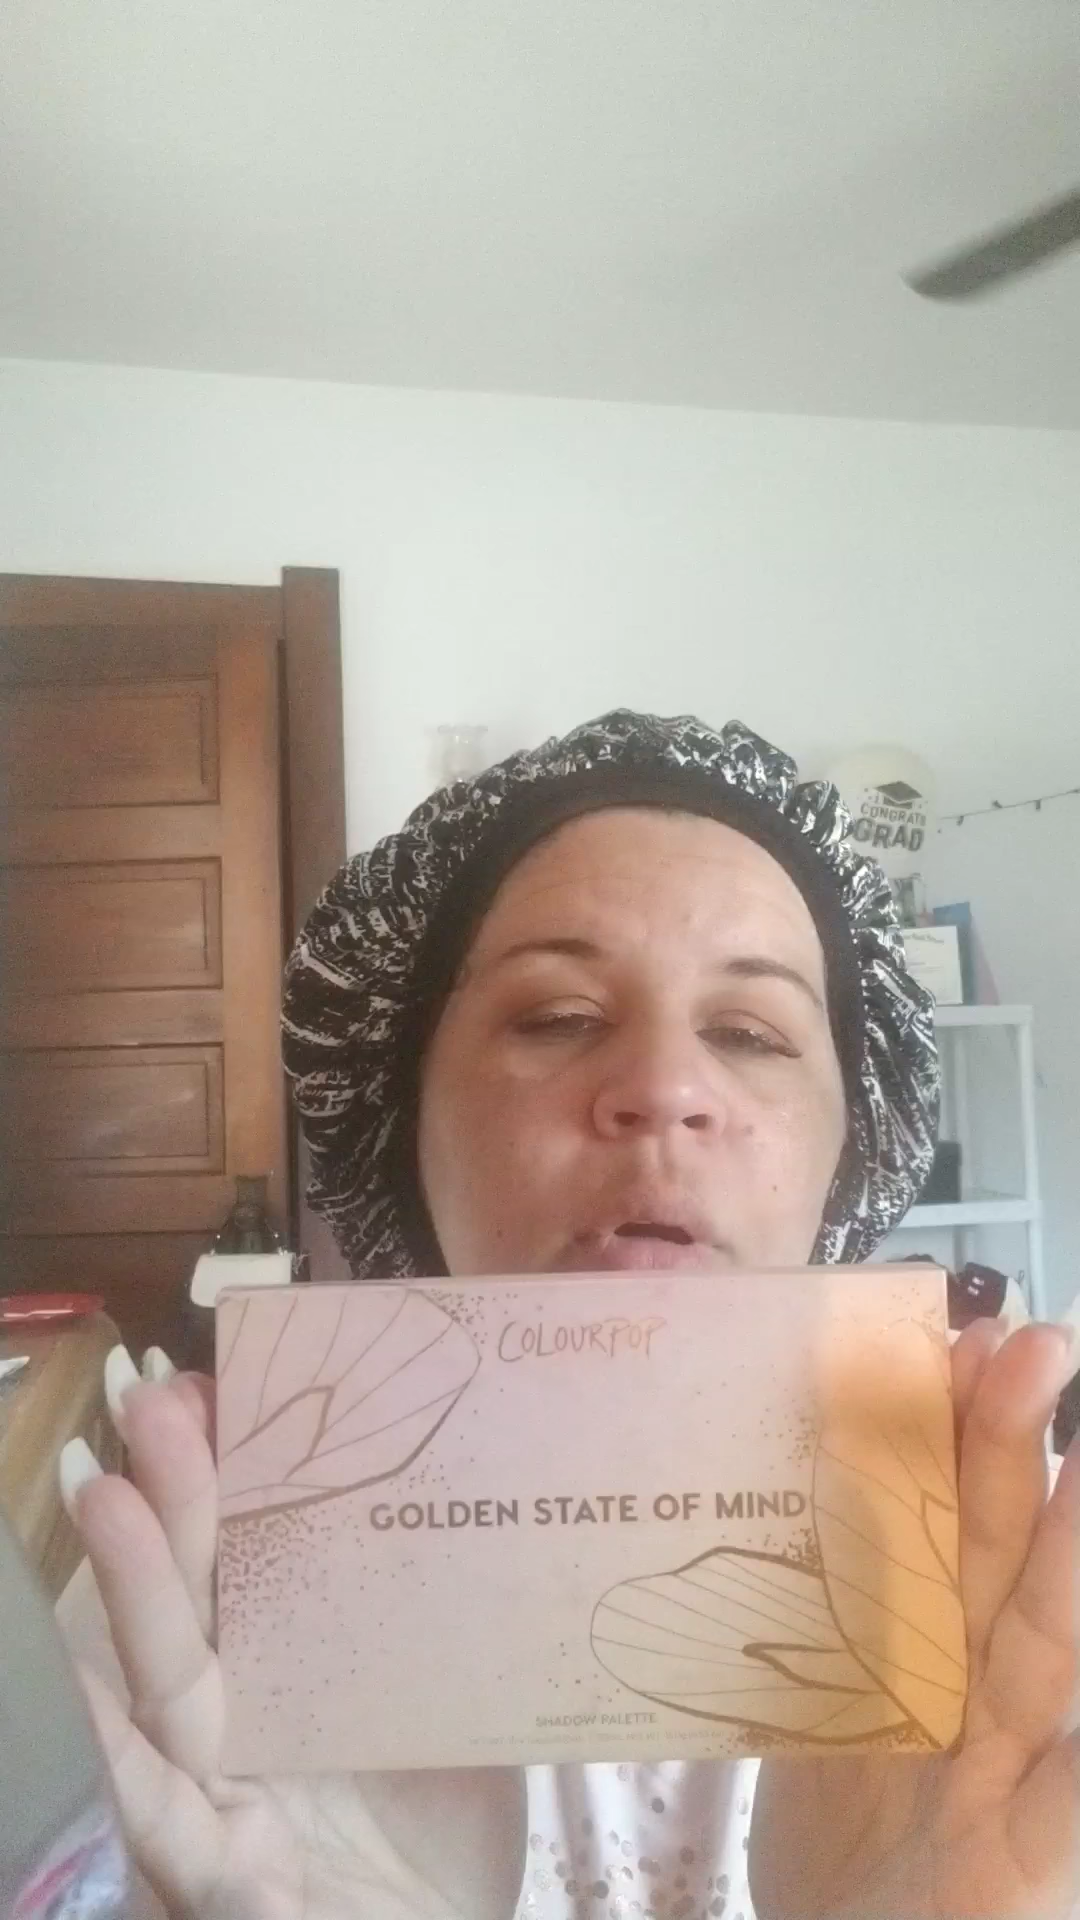 CONGRATS
GRAD
COLOURPOP
GOLDEN STATE OF MIND
SHADOW PALETTE